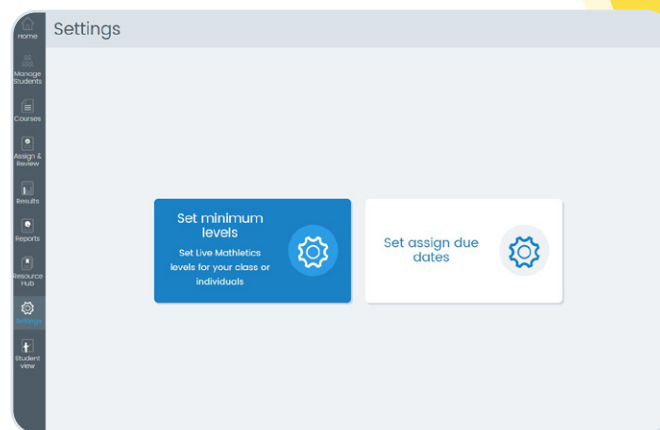 Settings
Home
Manage
Students
Courses
Assign &
Review
Results
Reports
Resource
Hub
Settings
Student
view
Set minimum
levels
Set Live Mathletics
levels for your class or
individuals
Set assign due
dates